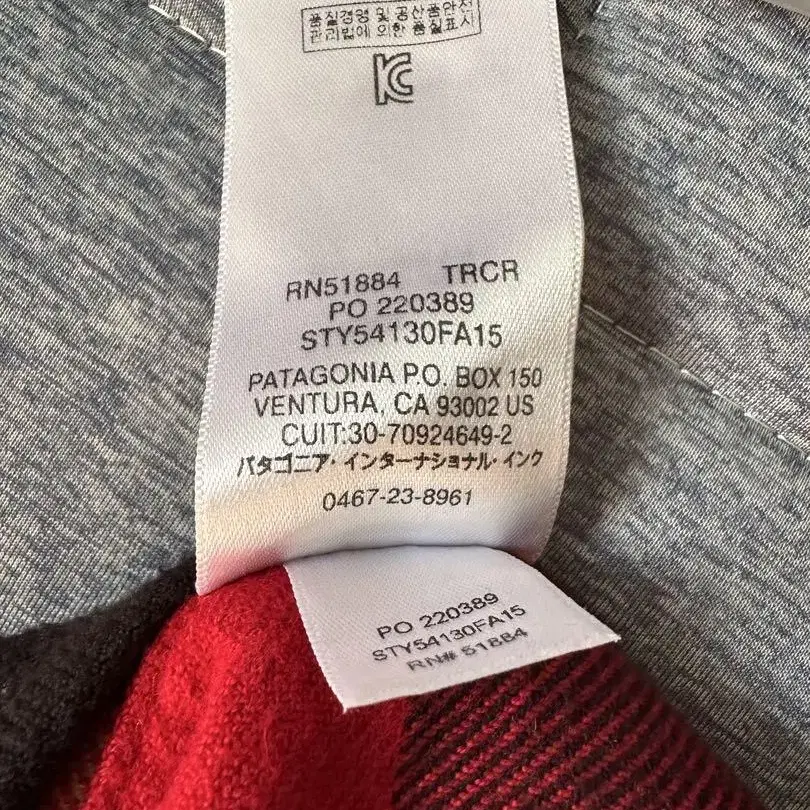 품질경영 및 공산품안전
관리법에 의한 품질표시
RN51884 TRCR
PO 220389
STY54130FA15
PATAGONIA P.O. BOX 150
VENTURA, CA 93002 US
CUIT:30-70924649-2
パタゴニア・インターナショナル・インク
0467-23-8961
PO 220389
STY54130FA15
RN# 51884